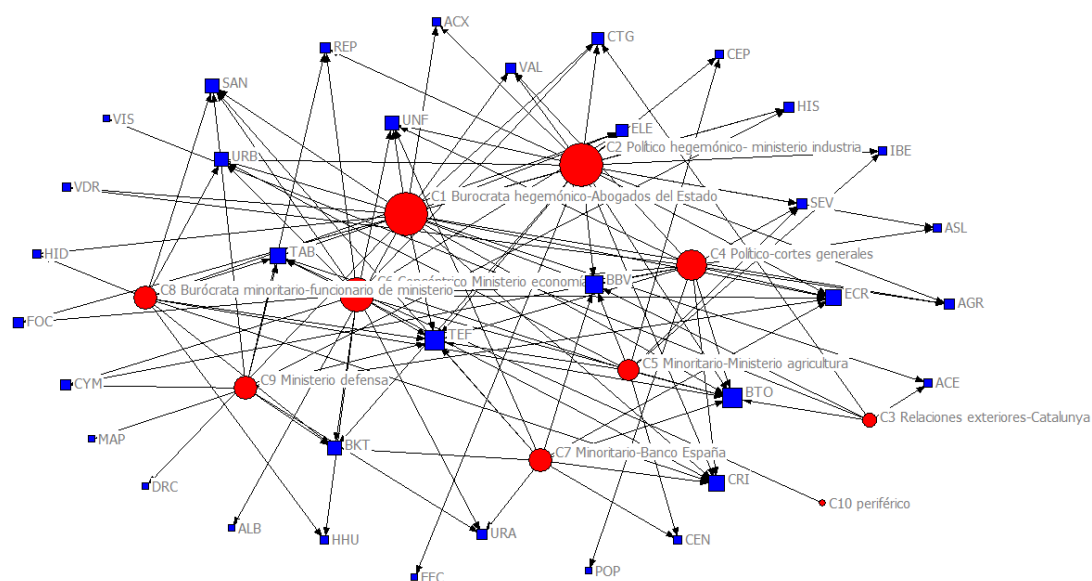 ACX
CTG
REP
CEP
VAL
SAN
HIS
VIS
UNF
ELE
C2 Político hegemónico- ministerio industria
IBE
URB
VDR
C1 Burocrata hegemónico-Abogados del Estado
SEV
ASL
HID
TAB
C4 Político-cortes generales
C6 Ministerio
BBV
C8 Burócrata minoritario-funcionario de ministerio
ECR
AGR
FOC
TEF
C5 Minoritario-Ministerio agricultura
CYM
C9 Ministerio defensa
ACE
BTO
C3 Relaciones exteriores-Catalunya
MAP
BKT
C7 Minoritario-Banco España
CRI
DRC
C10 periférico
ALB
HHU
URA
CEN
POP